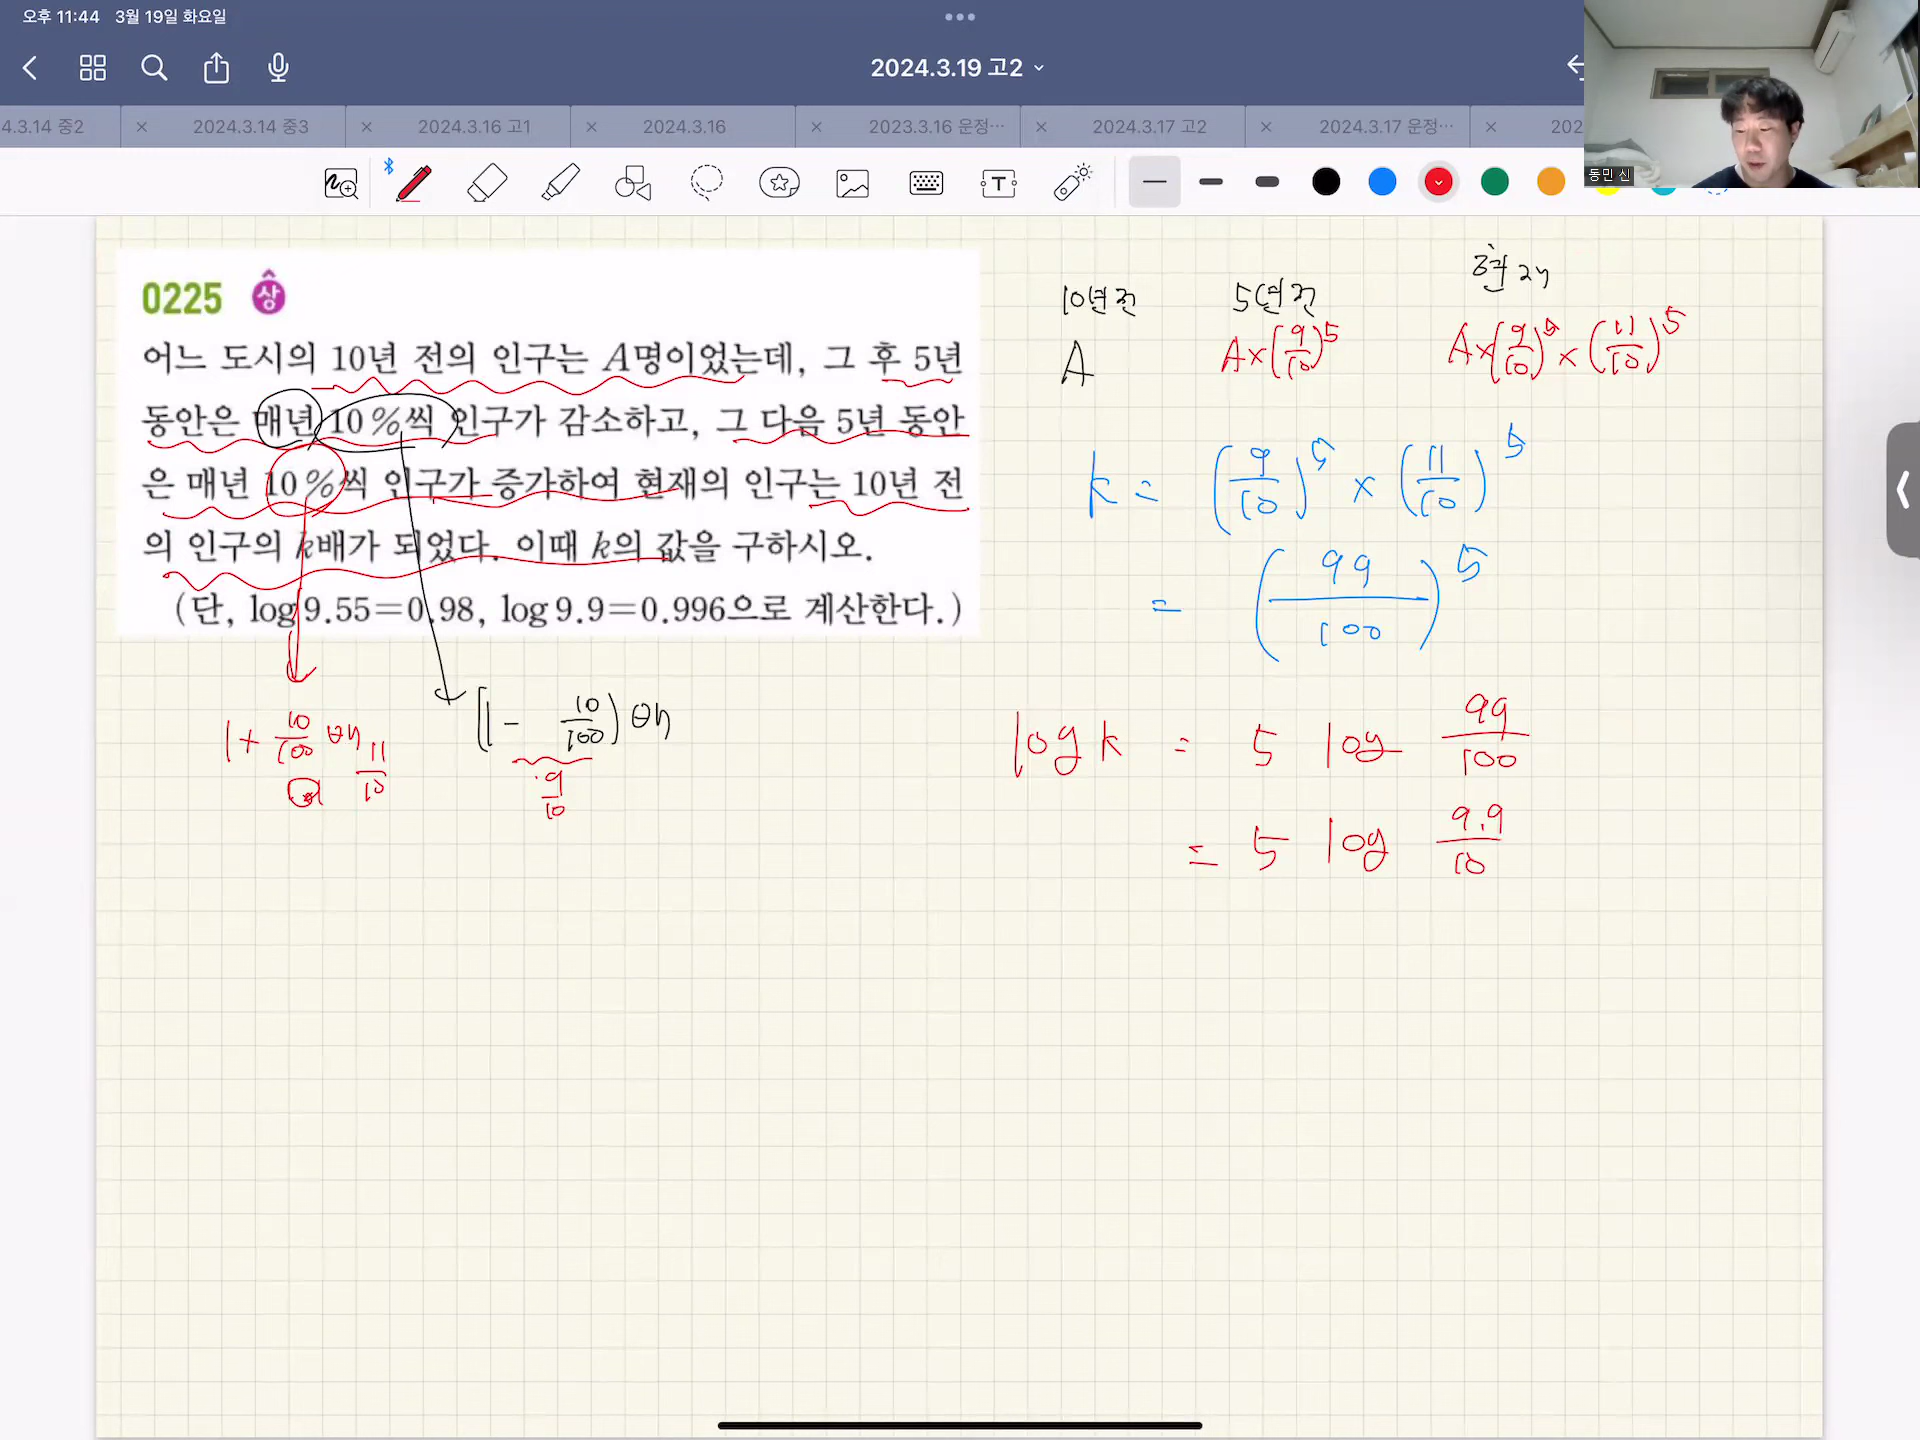 오후 11:44 3월 19일 화요일
2024.3.19 고2
4.3.14 중2 2024.3.14 중3 2024.3.16 고1 2024.3.16 2023.3.16 운정… 2024.3.17 고2 2024.3.17 운정… 202
T
동민 신
0225 상
어느 도시의 10년 전의 인구는 A명이었는데, 그 후 5년
동안은 매년 10%씩 인구가 감소하고, 그 다음 5년 동안
은 매년 10%씩 인구가 증가하여 현재의 인구는 10년 전
의 인구의 k배가 되었다. 이때 k의 값을 구하시오.
(단, log 9.55=0.98, log 9.9=0.996으로 계산한다.)
1+ 10/100 배 11/10
(1 - 10/100) 배
9/10
10년전 5년전 현재
A A×(9/10)^5 A×(9/10)^5×(11/10)^5
k = (9/10)^5 × (11/10)^5
= (99/100)^5
log k = 5 log 99/100
= 5 log 9.9/10